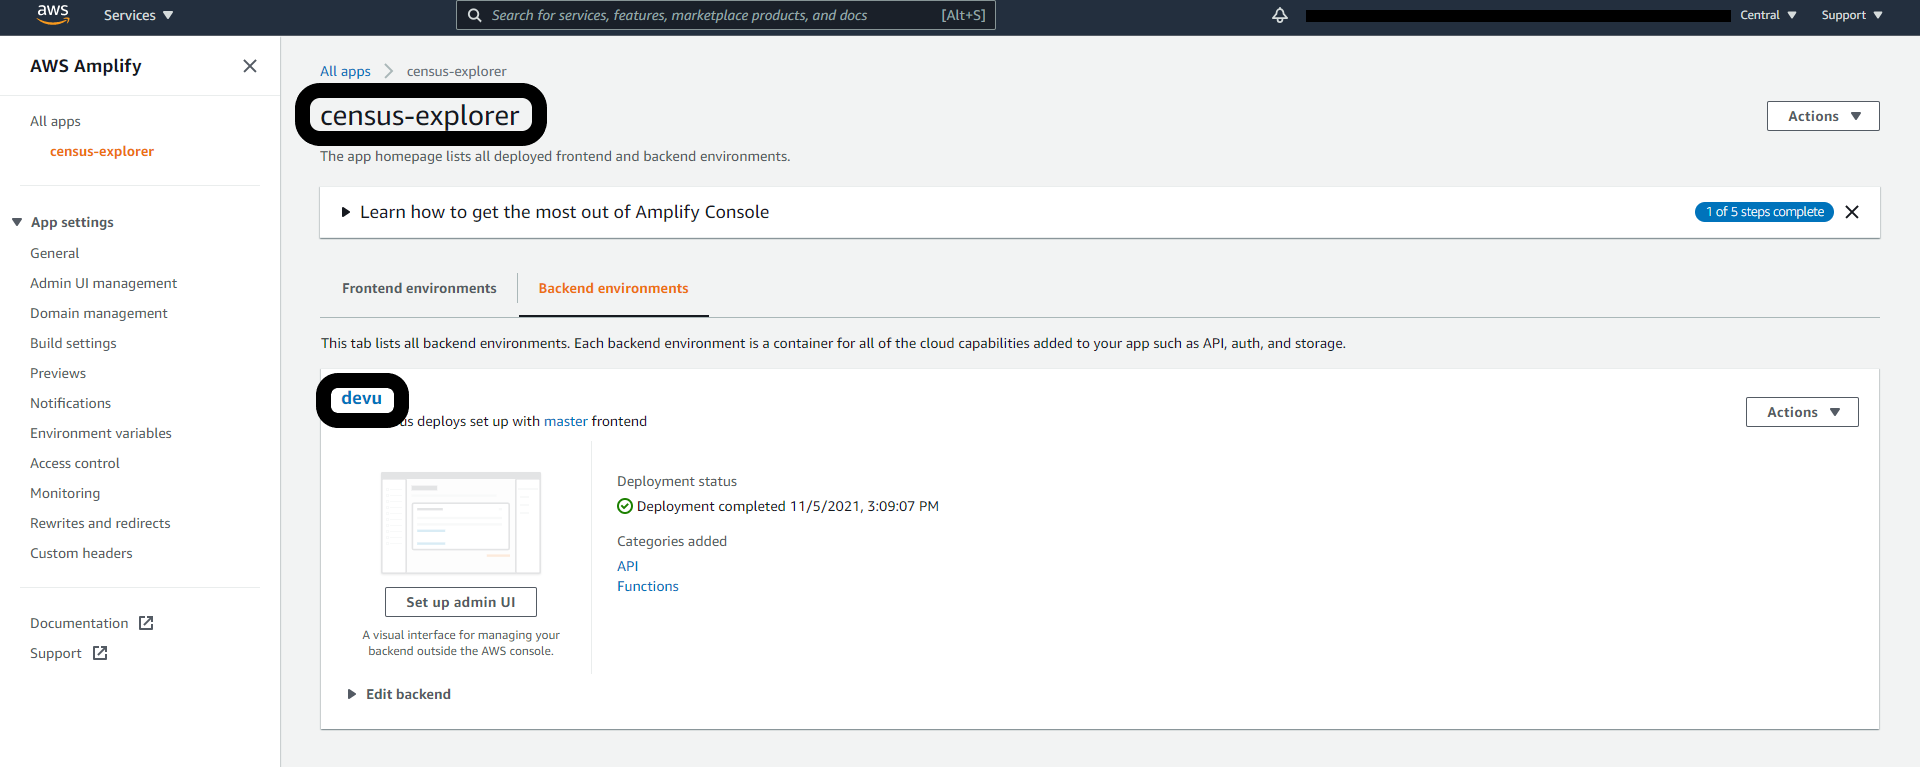 aws
Services
Search for services, features, marketplace products, and docs [Alt+S]
Central
Support
AWS Amplify
All apps
census-explorer
App settings
General
Admin UI management
Domain management
Build settings
Previews
Notifications
Environment variables
Access control
Monitoring
Rewrites and redirects
Custom headers
Documentation
Support
All apps census-explorer
census-explorer
Actions
The app homepage lists all deployed frontend and backend environments.
Learn how to get the most out of Amplify Console
1 of 5 steps complete
Frontend environments
Backend environments
This tab lists all backend environments. Each backend environment is a container for all of the cloud capabilities added to your app such as API, auth, and storage.
devu
deploys set up with master frontend
Actions
Set up admin UI
A visual interface for managing your
backend outside the AWS console.
Deployment status
Deployment completed 11/5/2021, 3:09:07 PM
Categories added
API
Functions
Edit backend